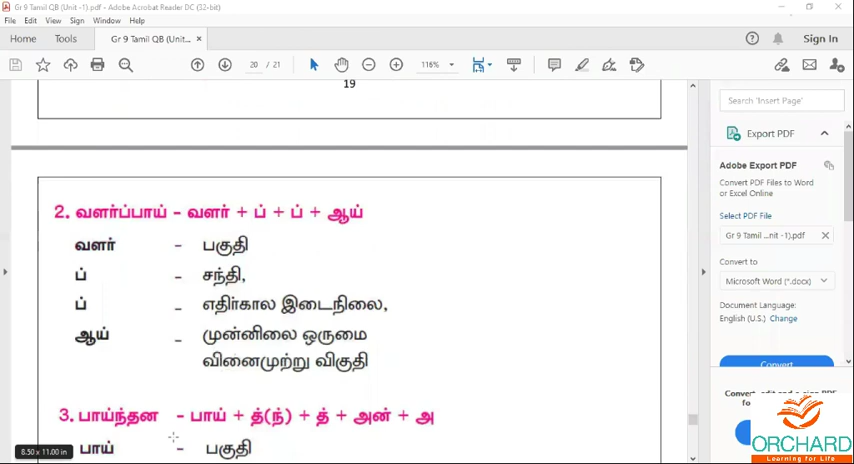 Gr 9 Tamil QB (Unit -1).pdf - Adobe Acrobat Reader DC (32-bit)
File Edit View Sign Window Help
Home Tools Gr 9 Tamil QB (Unit... × Sign In
20 / 21 116%
19
Search 'Insert Page'
Export PDF
Adobe Export PDF
Convert PDF Files to Word
or Excel Online
Select PDF File
Gr 9 Tamil ...nit -1).pdf
Convert to
Microsoft Word (*.docx)
Document Language:
English (U.S.) Change
Convert
2. வளர்ப்பாய் - வளர் + ப் + ப் + ஆய்
வளர் - பகுதி
ப் - சந்தி,
ப் - எதிர்கால இடைநிலை,
ஆய் - முன்னிலை ஒருமை
வினைமுற்று விகுதி
3. பாய்ந்தன - பாய் + த்(ந்) + த் + அன் + அ
பாய் - பகுதி
8.50 x 11.00 in
ORCHARD
Learning for Life